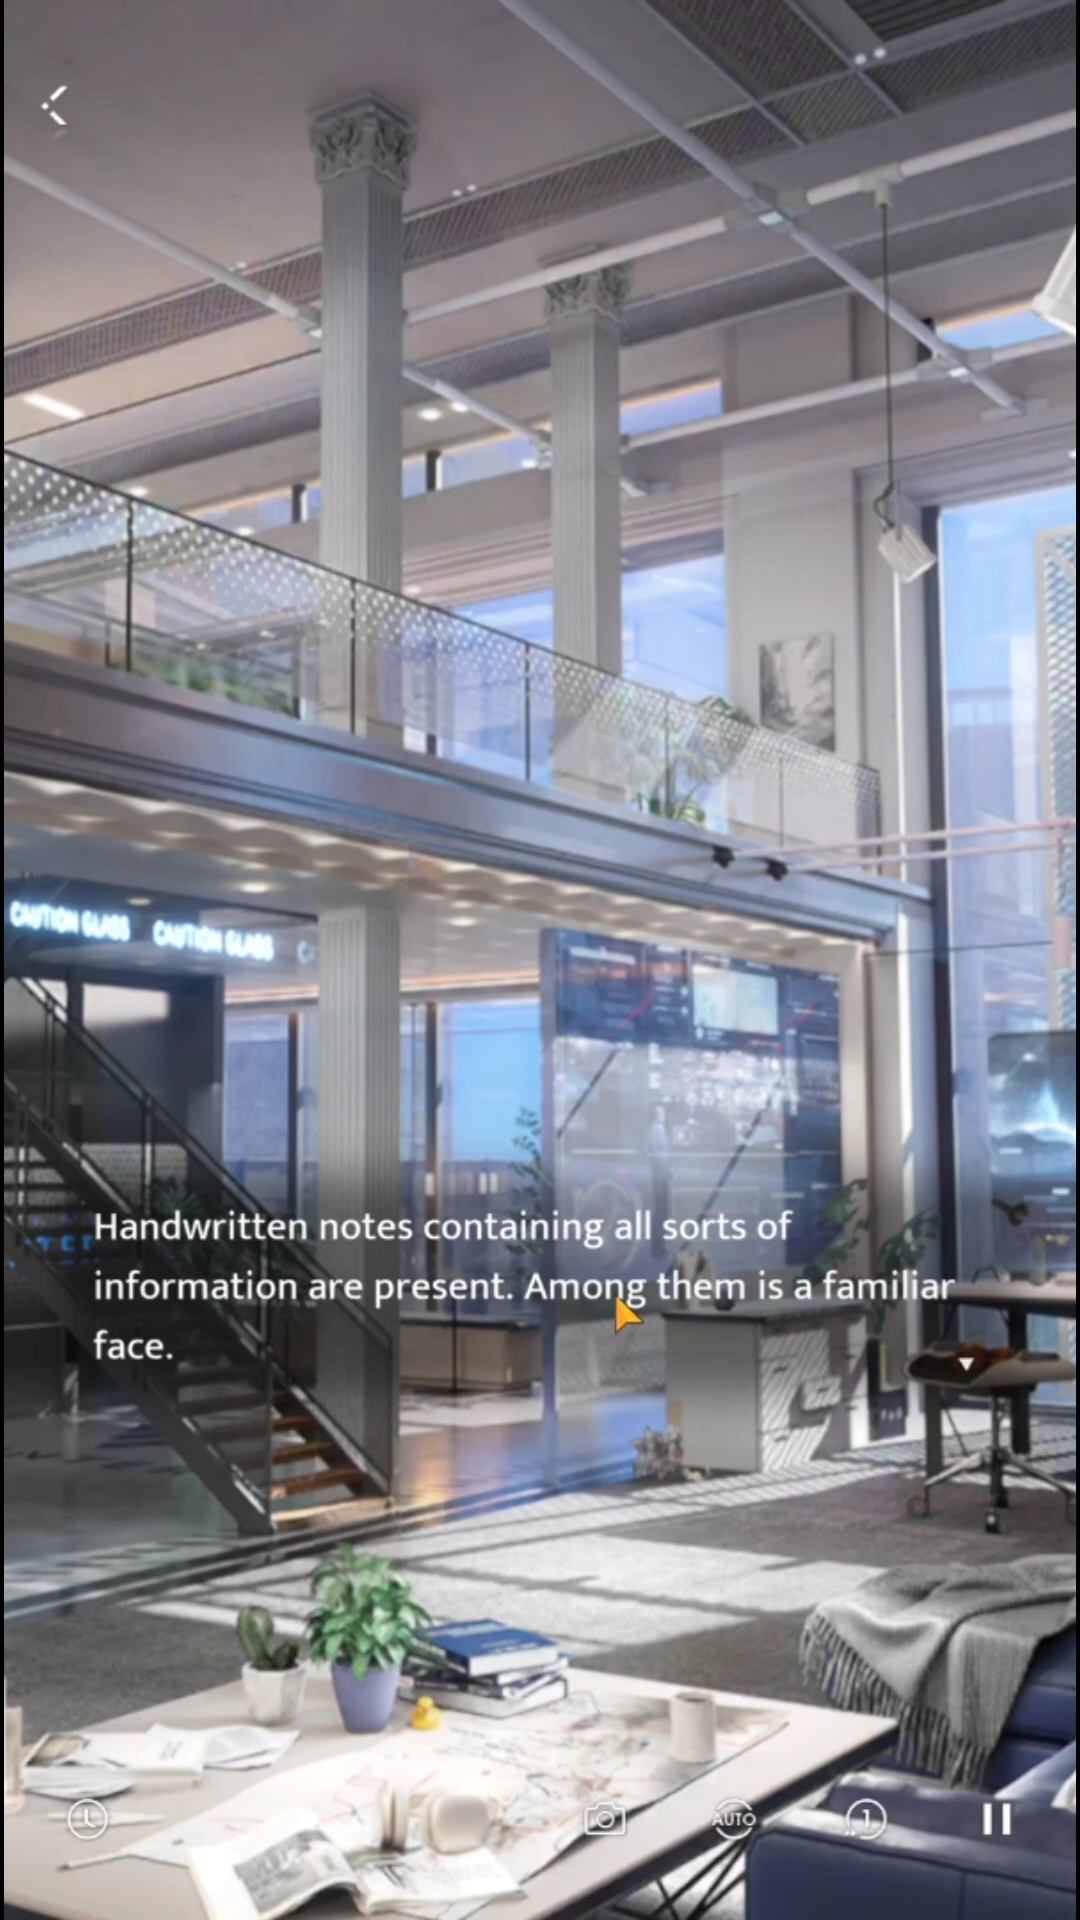 CAUTION GLASS CAUTION GLASS
Handwritten notes containing all sorts of
information are present. Among them is a familiar
face.
AUTO
1